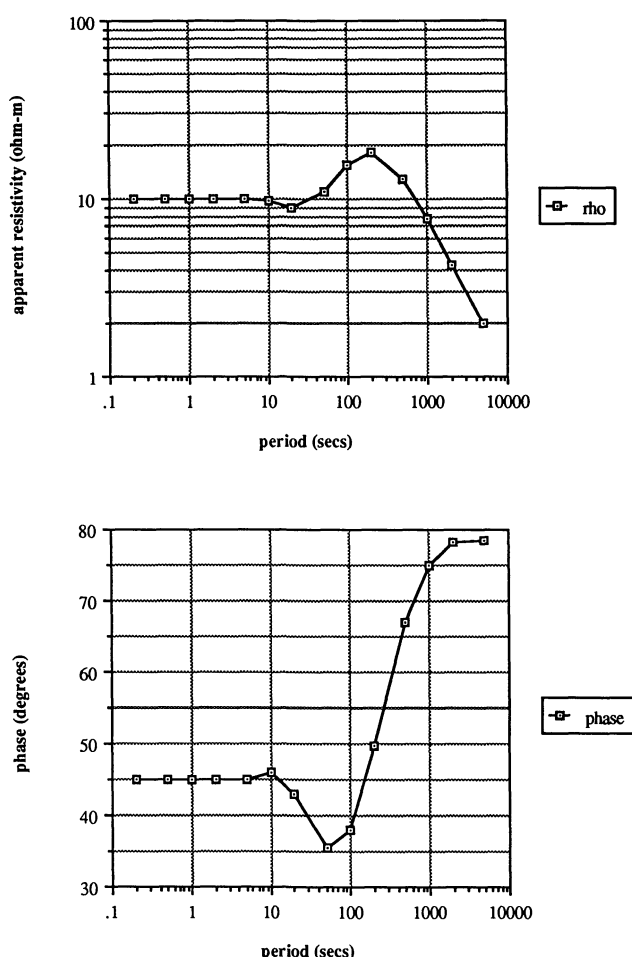 100
10
1
apparent resistivity (ohm-m)
.1 1 10 100 1000 10000
period (secs)
rho
80
70
60
50
40
30
phase (degrees)
.1 1 10 100 1000 10000
period (secs)
phase